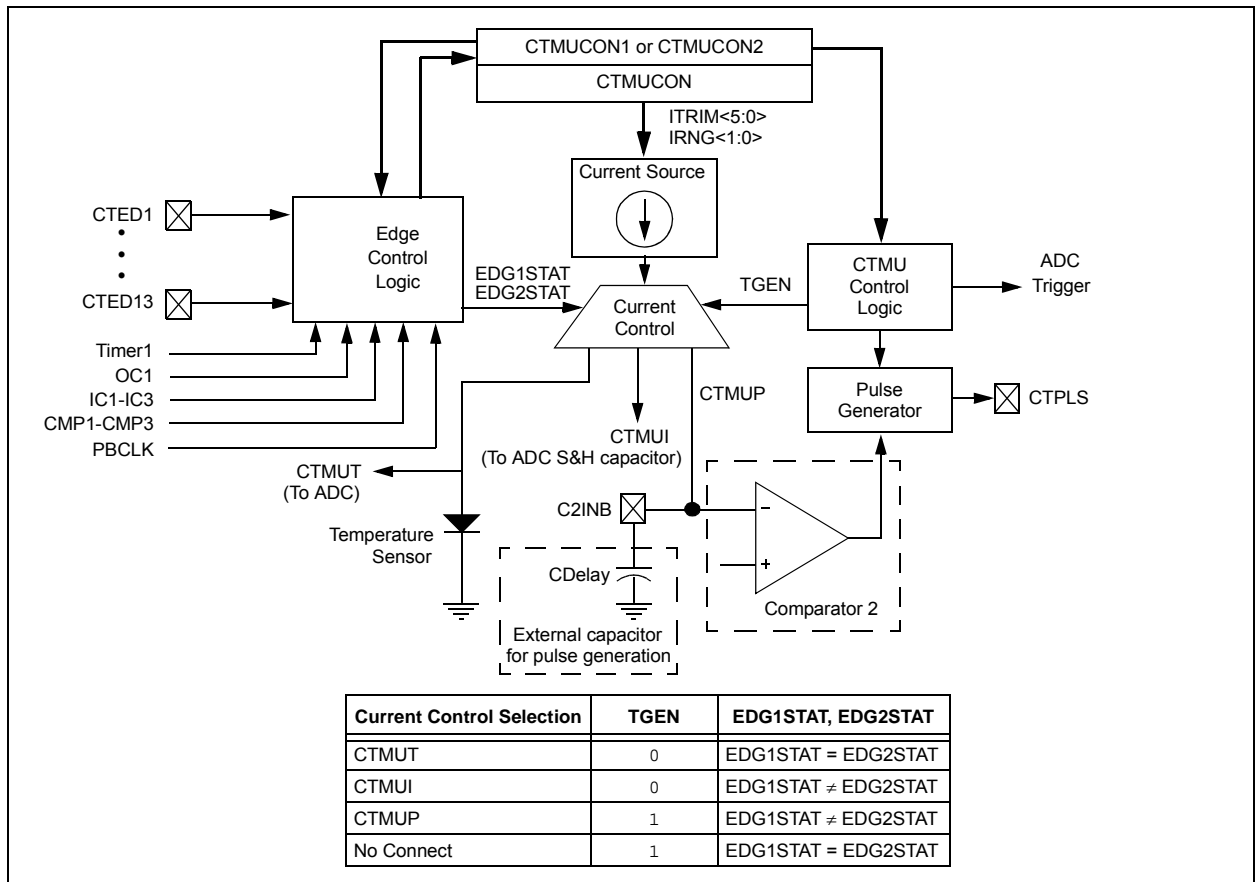 CTMUCON1 or CTMUCON2
CTMUCON
ITRIM<5:0>
IRNG<1:0>
Current Source
CTED1
CTED13
Edge
Control
Logic
EDG1STAT
EDG2STAT
Current
Control
TGEN
CTMU
Control
Logic
ADC
Trigger
Timer1
OC1
IC1-IC3
CMP1-CMP3
PBCLK
CTMUP
Pulse
Generator
CTPLS
CTMUT
(To ADC)
CTMUI
(To ADC S&H capacitor)
C2INB
Temperature
Sensor
CDelay
External capacitor
for pulse generation
−
+
Comparator 2
Current Control Selection TGEN EDG1STAT, EDG2STAT
CTMUT 0 EDG1STAT = EDG2STAT
CTMUI 0 EDG1STAT ≠ EDG2STAT
CTMUP 1 EDG1STAT ≠ EDG2STAT
No Connect 1 EDG1STAT = EDG2STAT